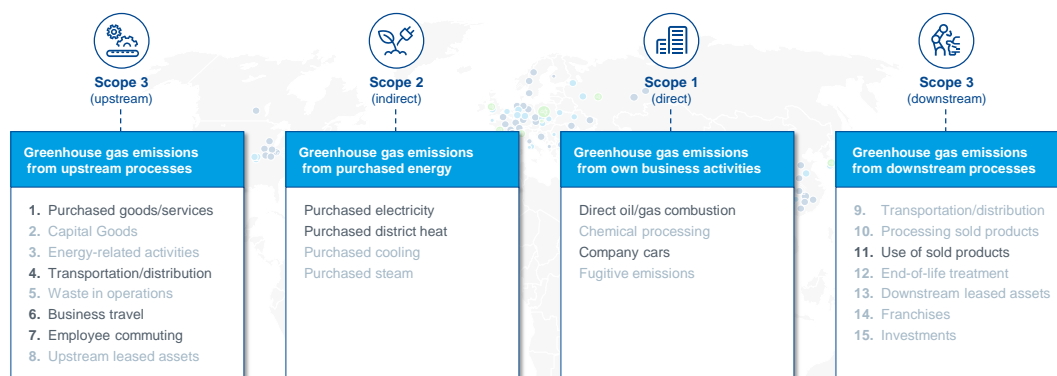 Scope 3
(upstream)
Greenhouse gas emissions
from upstream processes
1. Purchased goods/services
2. Capital Goods
3. Energy-related activities
4. Transportation/distribution
5. Waste in operations
6. Business travel
7. Employee commuting
8. Upstream leased assets
Scope 2
(indirect)
Greenhouse gas emissions
from purchased energy
Purchased electricity
Purchased district heat
Purchased cooling
Purchased steam
Scope 1
(direct)
Greenhouse gas emissions
from own business activities
Direct oil/gas combustion
Chemical processing
Company cars
Fugitive emissions
Scope 3
(downstream)
Greenhouse gas emissions
from downstream processes
9. Transportation/distribution
10. Processing sold products
11. Use of sold products
12. End-of-life treatment
13. Downstream leased assets
14. Franchises
15. Investments